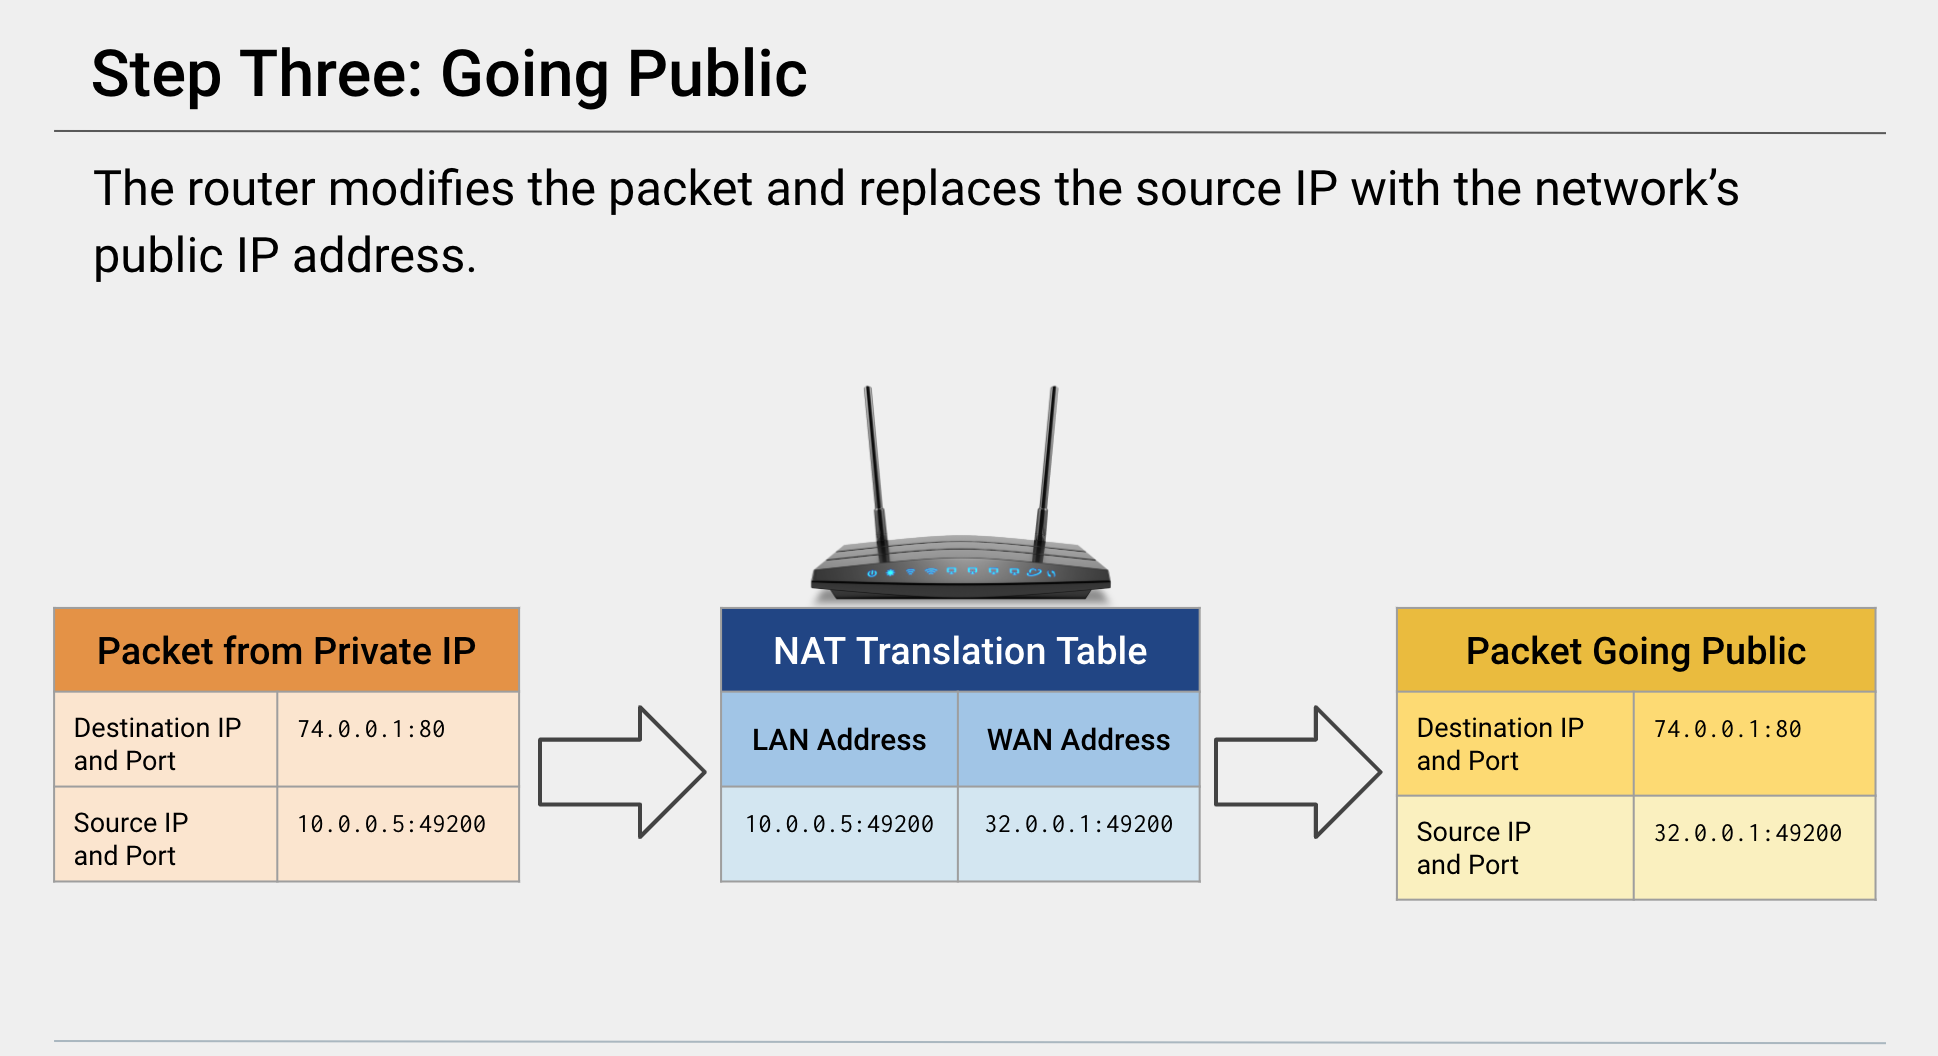 Step Three: Going Public
The router modifies the packet and replaces the source IP with the network’s
public IP address.
Packet from Private IP
Destination IP
and Port
74.0.0.1:80
Source IP
and Port
10.0.0.5:49200
NAT Translation Table
LAN Address
WAN Address
10.0.0.5:49200
32.0.0.1:49200
Packet Going Public
Destination IP
and Port
74.0.0.1:80
Source IP
and Port
32.0.0.1:49200